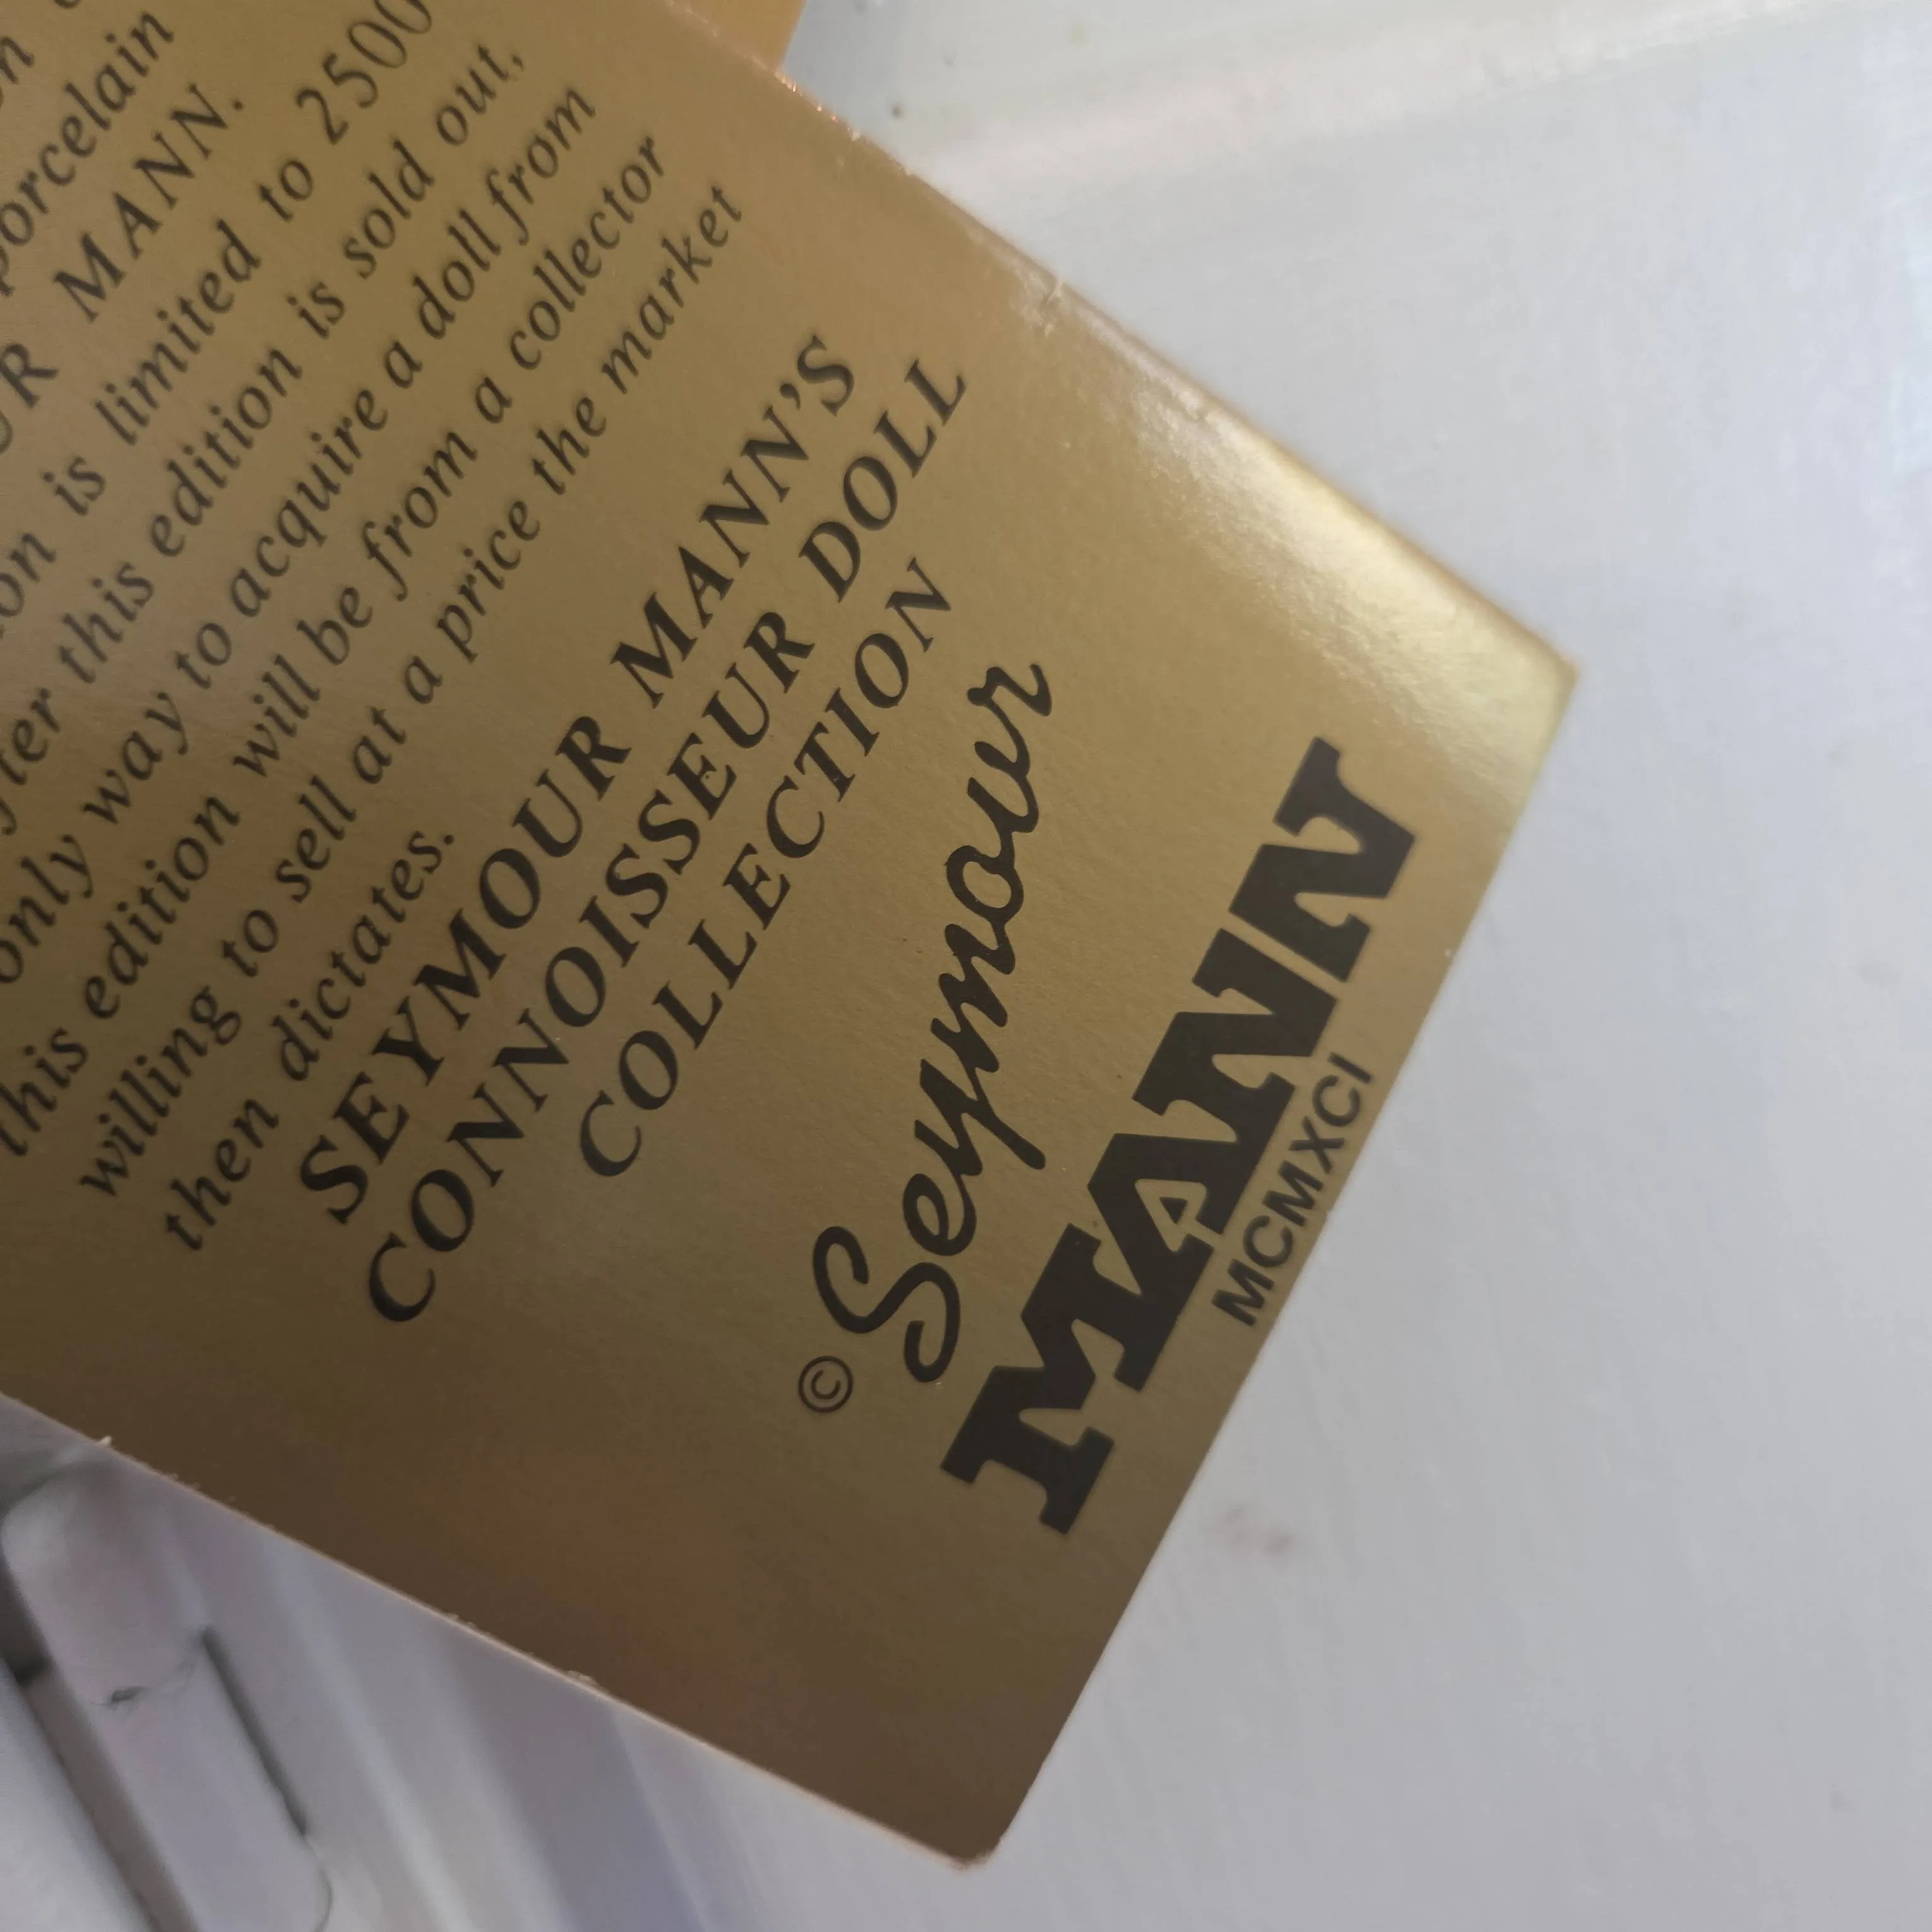 porcelain
MANN.
is limited to 2500
this edition is sold out,
only way to acquire a doll from
this edition will be from a collector
willing to sell at a price the market
then dictates.
SEYMOUR MANN'S
CONNOISSEUR DOLL
COLLECTION
© Seymour
MANN
MCMXCI